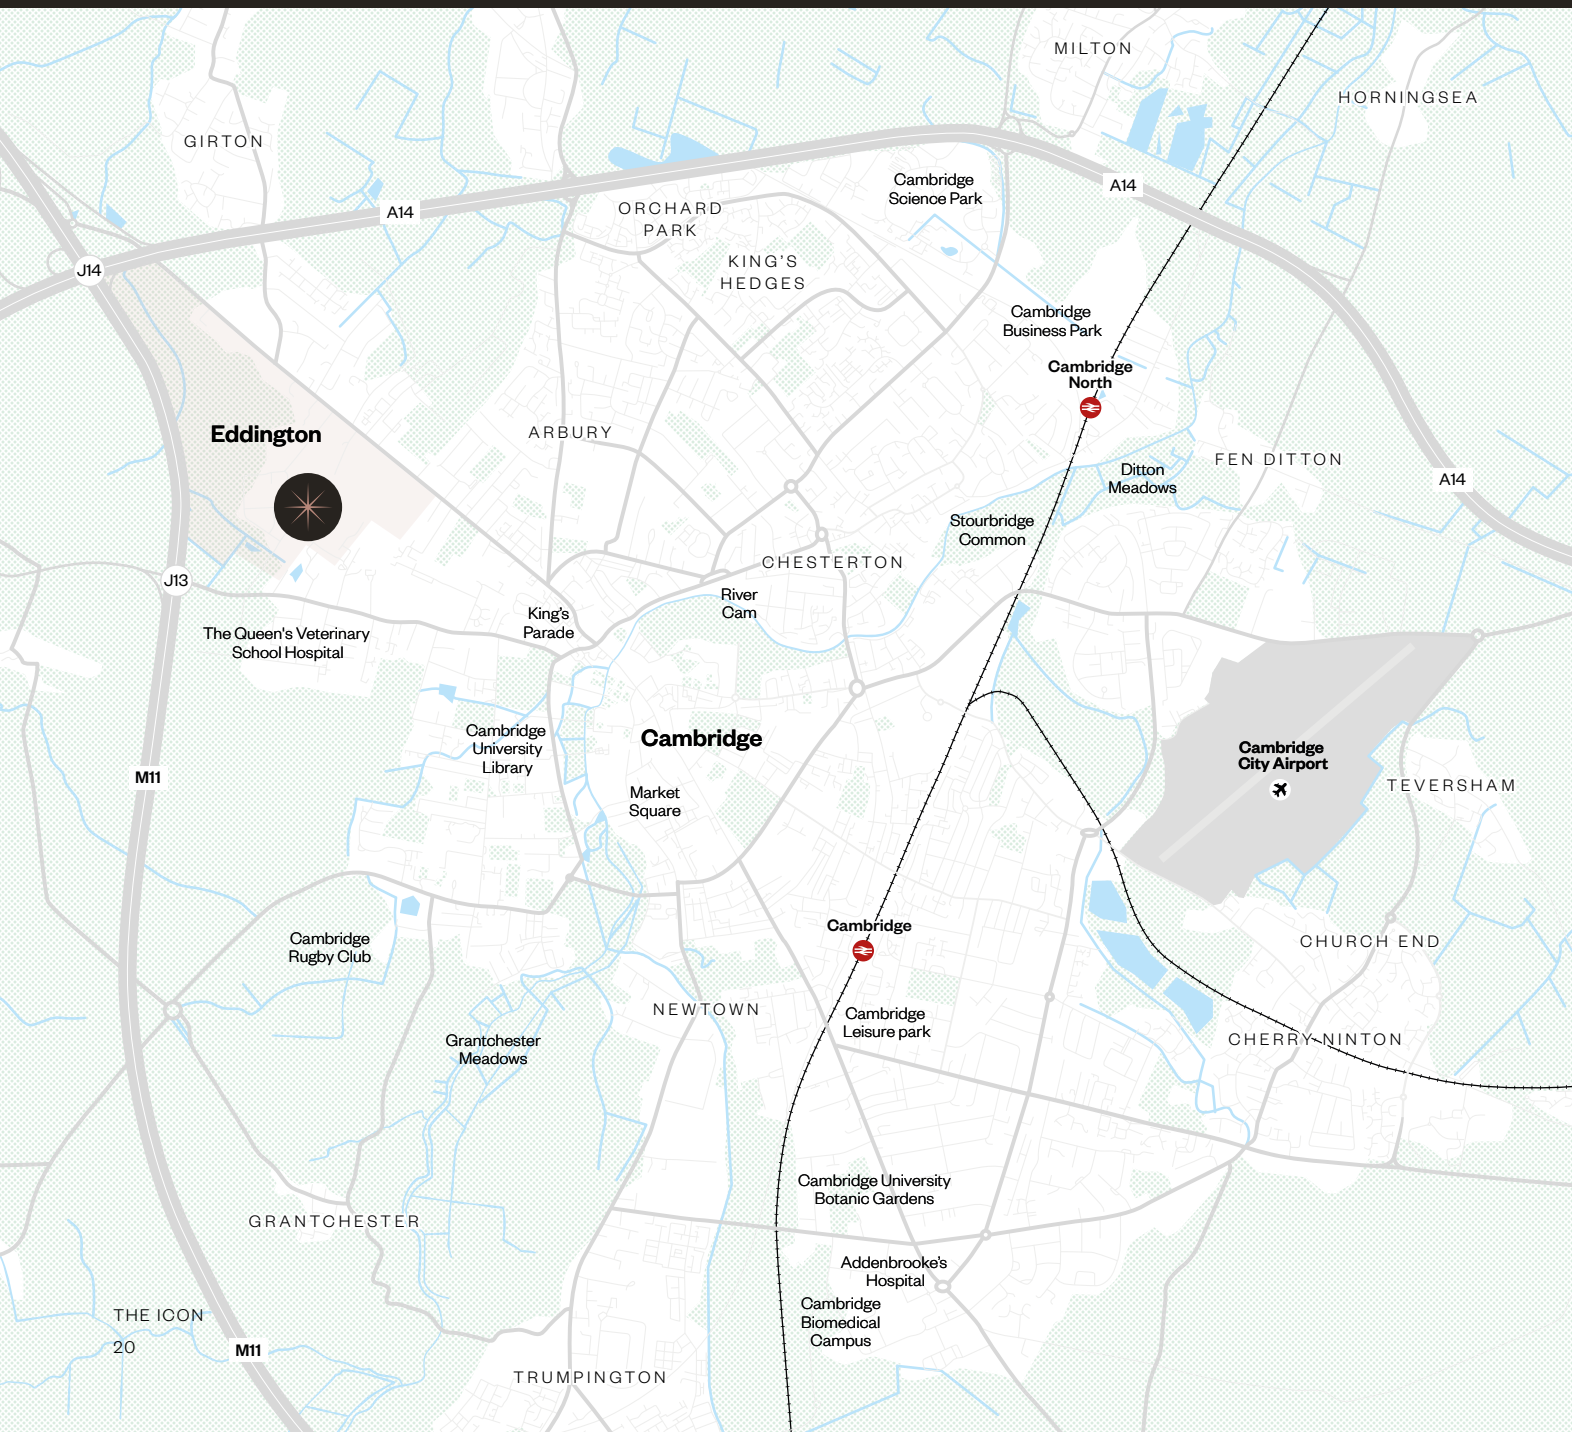 MILTON
HORNINGSEA
GIRTON
A14
Cambridge
Science Park
A14
ORCHARD
PARK
KING'S
HEDGES
J14
Cambridge
Business Park
Cambridge
North
Eddington
ARBURY
FEN DITTON
Ditton
Meadows
A14
Stourbridge
Common
CHESTERTON
J13
River
Cam
King's
Parade
The Queen's Veterinary
School Hospital
Cambridge
University
Library
Cambridge
Market
Square
Cambridge
City Airport
M11
TEVERSHAM
Cambridge
Cambridge
Rugby Club
CHURCH END
NEWTOWN
Cambridge
Leisure park
Grantchester
Meadows
CHERRY NINTON
Cambridge University
Botanic Gardens
GRANTCHESTER
Addenbrooke's
Hospital
Cambridge
Biomedical
Campus
THE ICON
20
M11
TRUMPINGTON